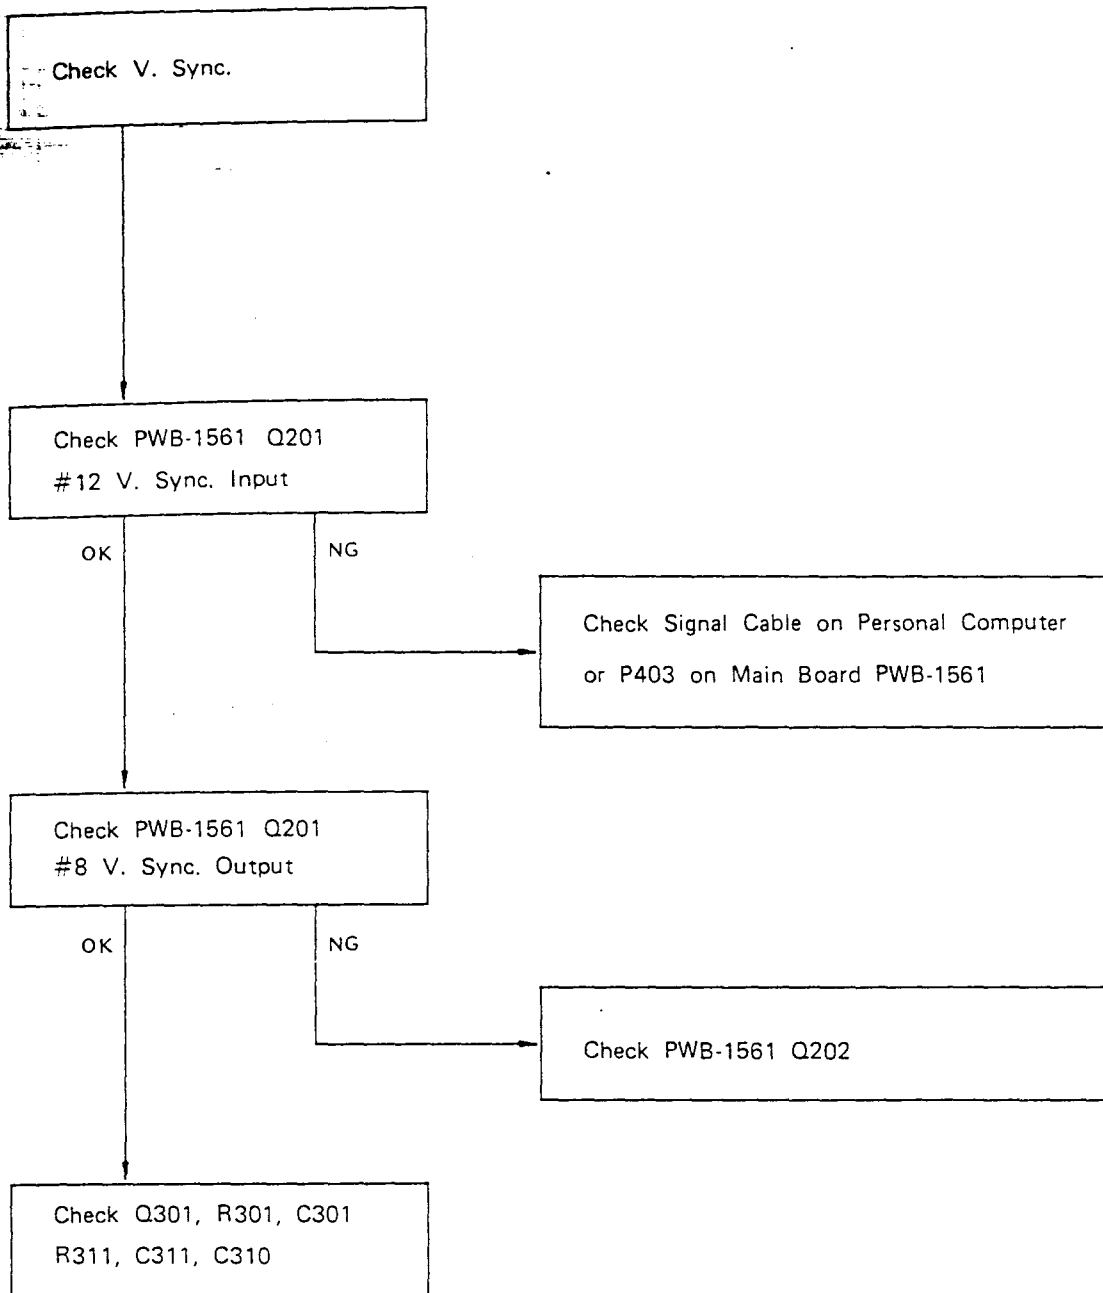 Check V. Sync.
Check PWB-1561 Q201
#12 V. Sync. Input
OK
NG
Check Signal Cable on Personal Computer
or P403 on Main Board PWB-1561
Check PWB-1561 Q201
#8 V. Sync. Output
OK
NG
Check PWB-1561 Q202
Check Q301, R301, C301
R311, C311, C310